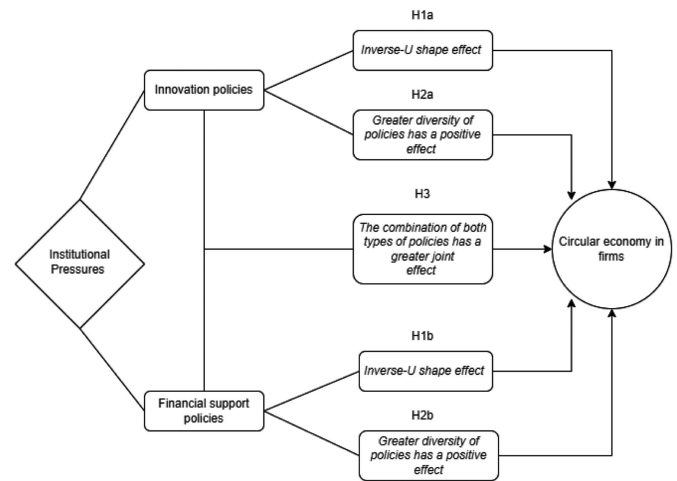 H1a
Inverse-U shape effect
Innovation policies
H2a
Greater diversity of
policies has a positive
effect
H3
The combination of both
types of policies has a
greater joint
effect
Institutional
Pressures
Circular economy in
firms
H1b
Inverse-U shape effect
Financial support
policies
H2b
Greater diversity of
policies has a positive
effect